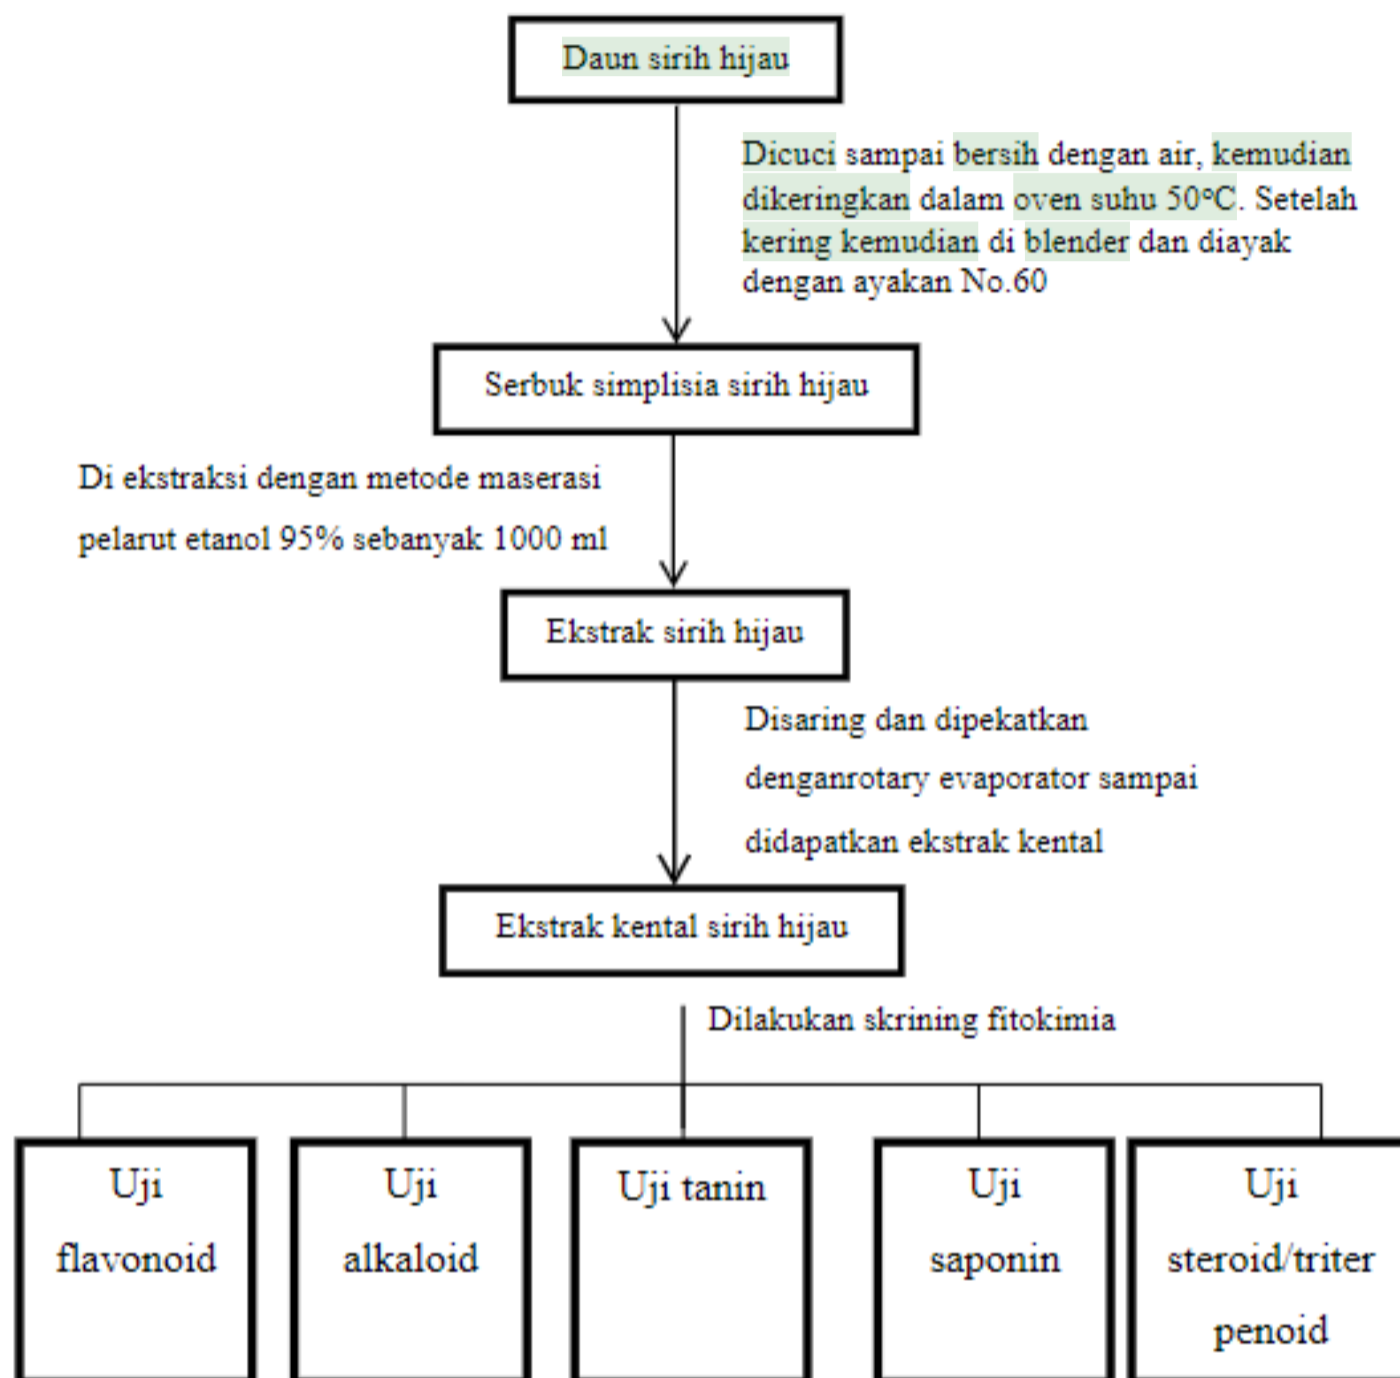 Daun sirih hijau
Dicuci sampai bersih dengan air, kemudian
dikeringkan dalam oven suhu 50°C. Setelah
kering kemudian di blender dan diayak
dengan ayakan No.60
Serbuk simplisia sirih hijau
Di ekstraksi dengan metode maserasi
pelarut etanol 95% sebanyak 1000 ml
Ekstrak sirih hijau
Disaring dan dipekatkan
denganrotary evaporator sampai
didapatkan ekstrak kental
Ekstrak kental sirih hijau
Dilakukan skrining fitokimia
Uji
flavonoid
Uji
alkaloid
Uji tanin
Uji
saponin
Uji
steroid/triter
penoid